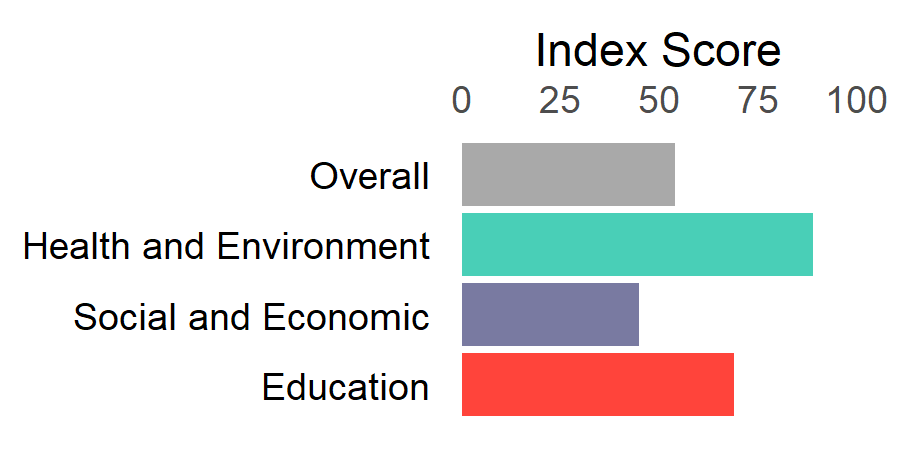 Index Score
0 25 50 75 100
Overall
Health and Environment
Social and Economic
Education